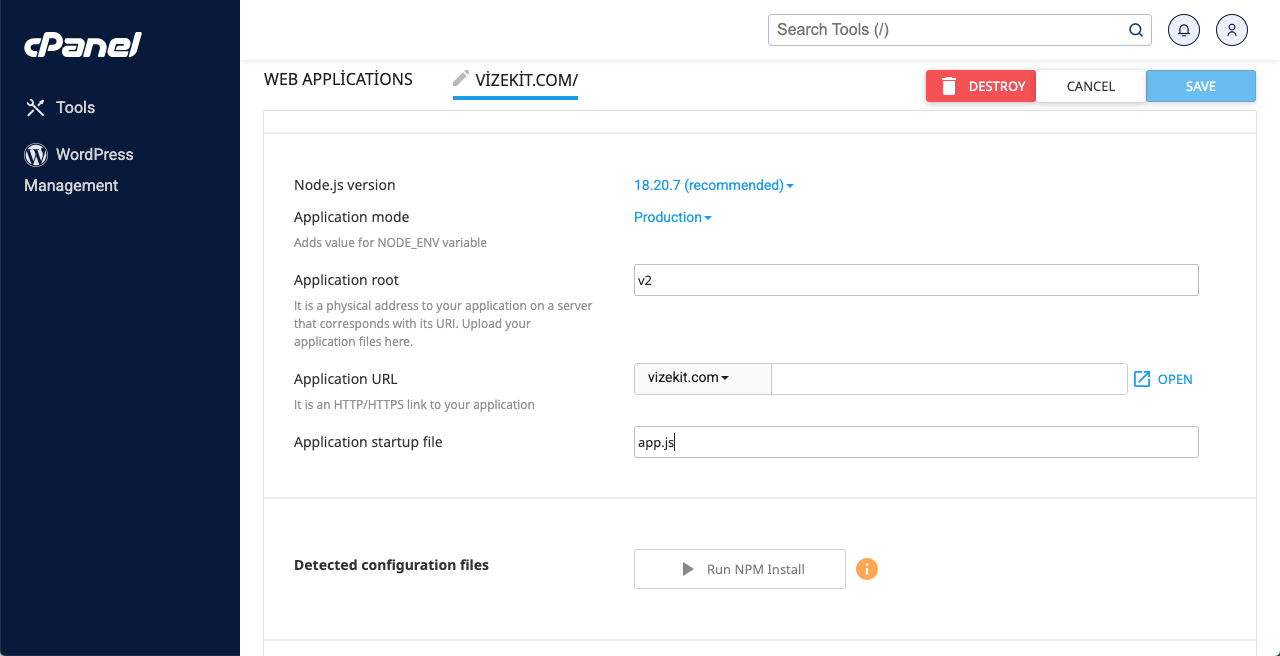 cPanel
Search Tools (/)
Tools
WordPress
Management
WEB APPLİCATİONS
VİZEKİT.COM/
DESTROY
CANCEL
SAVE
Node.js version
18.20.7 (recommended)
Application mode
Production
Adds value for NODE_ENV variable
Application root
v2
It is a physical address to your application on a server
that corresponds with its URI. Upload your
application files here.
Application URL
vizekit.com
OPEN
It is an HTTP/HTTPS link to your application
Application startup file
app.js
Detected configuration files
Run NPM Install